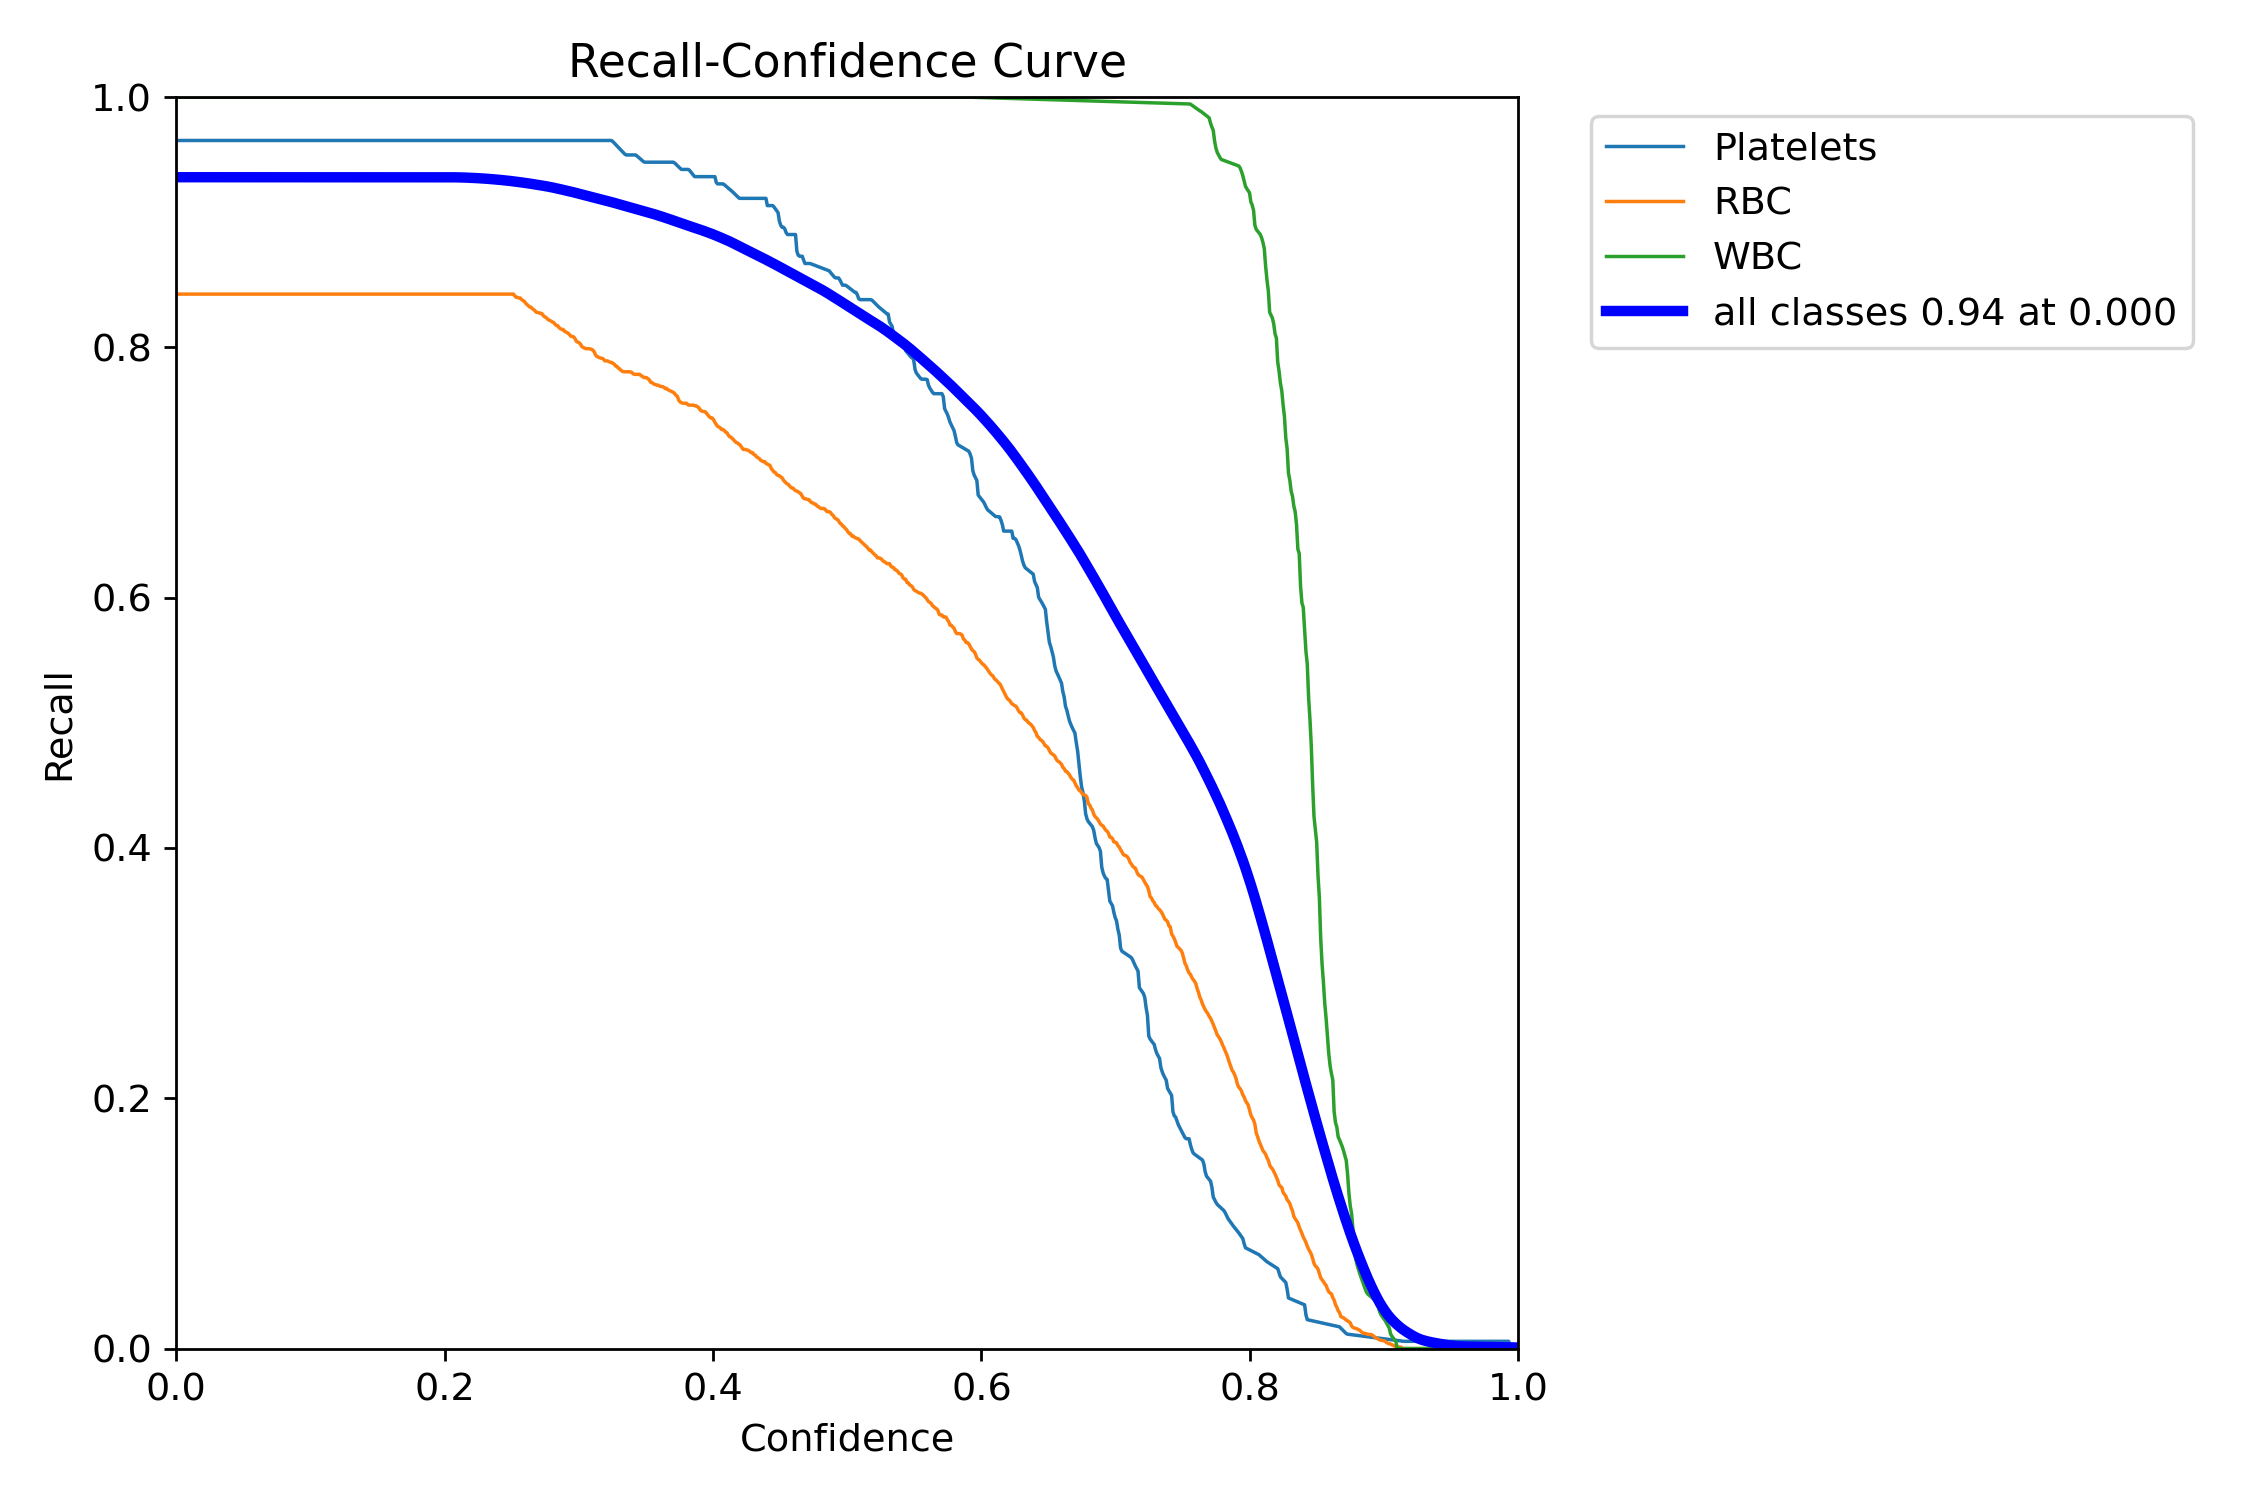 Recall-Confidence Curve
1.0
0.8
0.6
0.4
0.2
0.0
Recall
0.0 0.2 0.4 0.6 0.8 1.0
Confidence
Platelets
RBC
WBC
all classes 0.94 at 0.000